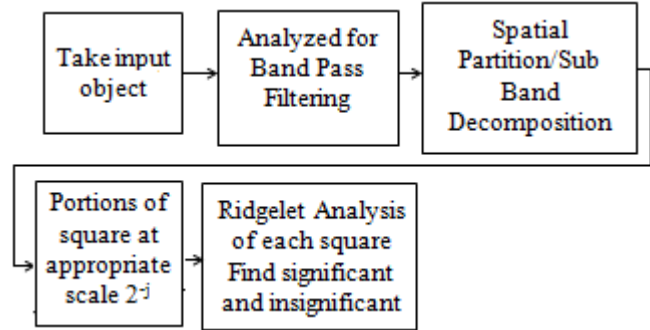 Take input
object
Analyzed for
Band Pass
Filtering
Spatial
Partition/Sub
Band
Decomposition
Portions of
square at
appropriate
scale 2⁻ʲ
Ridgelet Analysis
of each square
Find significant
and insignificant